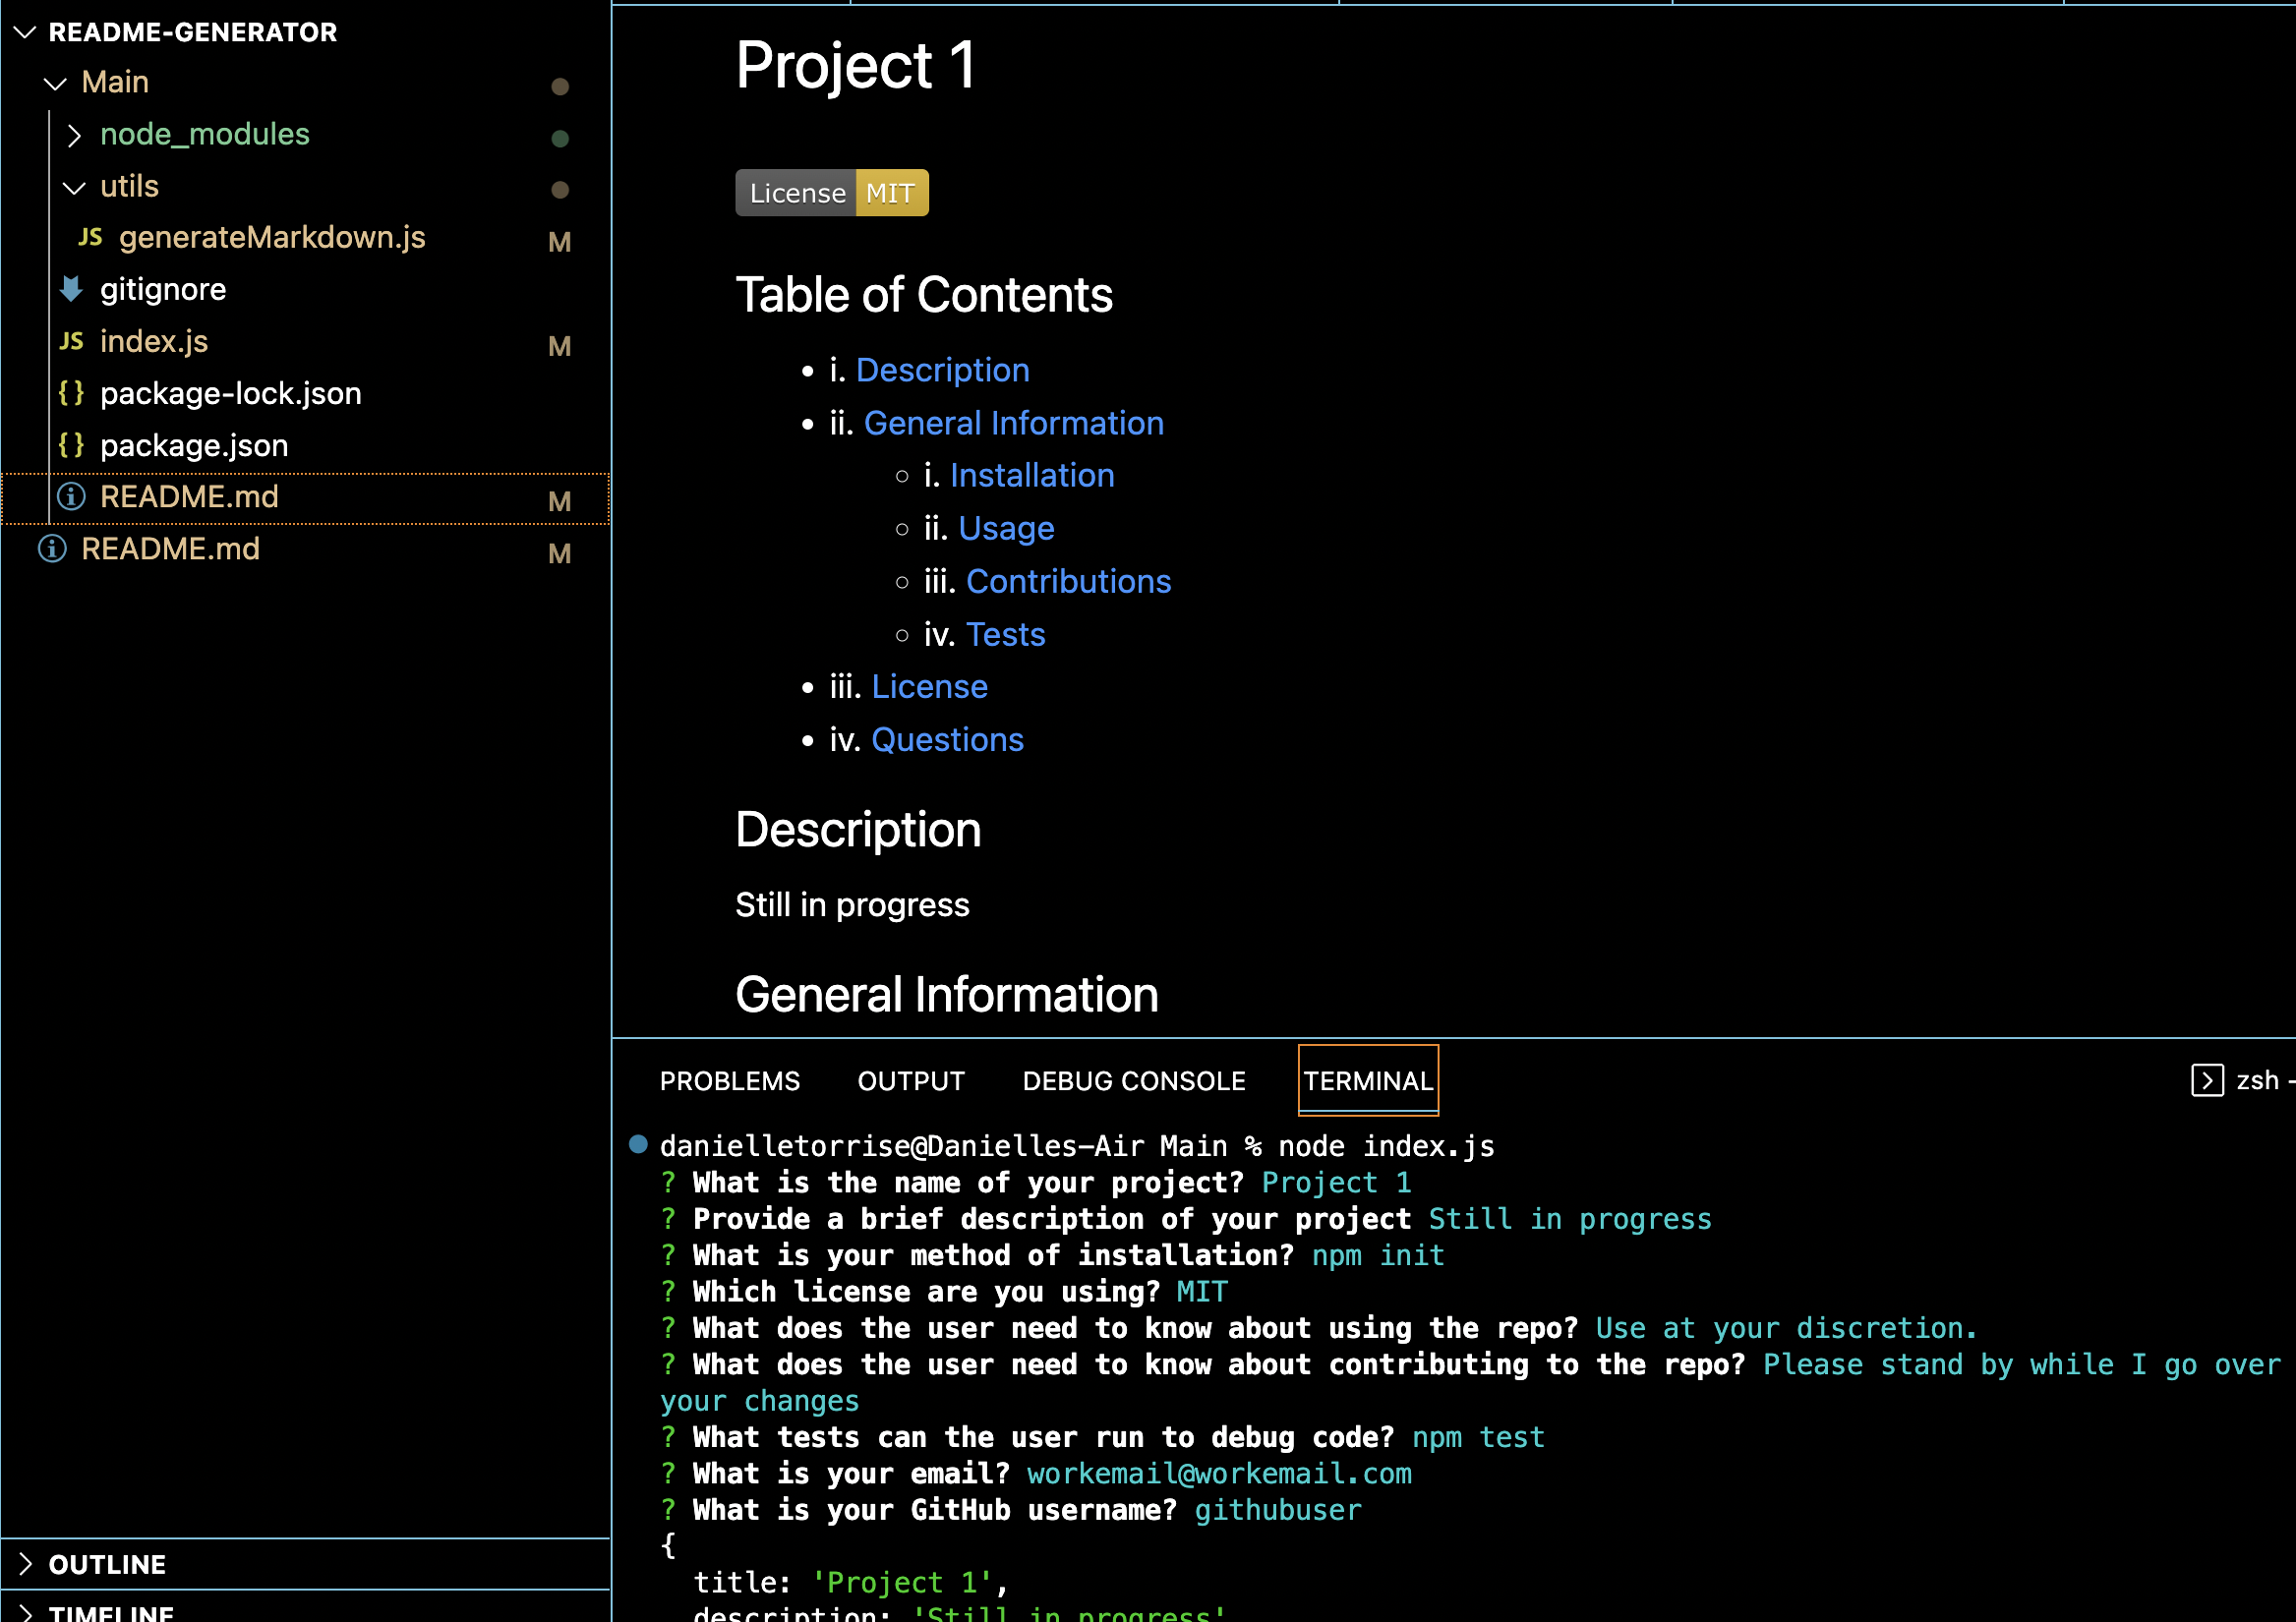 README-GENERATOR
Main
node_modules
utils
JS generateMarkdown.js M
gitignore
JS index.js M
{} package-lock.json
{} package.json
README.md M
README.md M
OUTLINE
TIMELINE
Project 1
License MIT
Table of Contents
• i. Description
• ii. General Information
○ i. Installation
○ ii. Usage
○ iii. Contributions
○ iv. Tests
• iii. License
• iv. Questions
Description
Still in progress
General Information
PROBLEMS OUTPUT DEBUG CONSOLE TERMINAL zsh -
danielletorrise@Danielles-Air Main % node index.js
? What is the name of your project? Project 1
? Provide a brief description of your project Still in progress
? What is your method of installation? npm init
? Which license are you using? MIT
? What does the user need to know about using the repo? Use at your discretion.
? What does the user need to know about contributing to the repo? Please stand by while I go over
your changes
? What tests can the user run to debug code? npm test
? What is your email? workemail@workemail.com
? What is your GitHub username? githubuser
{
title: 'Project 1',
description: 'Still in progress'